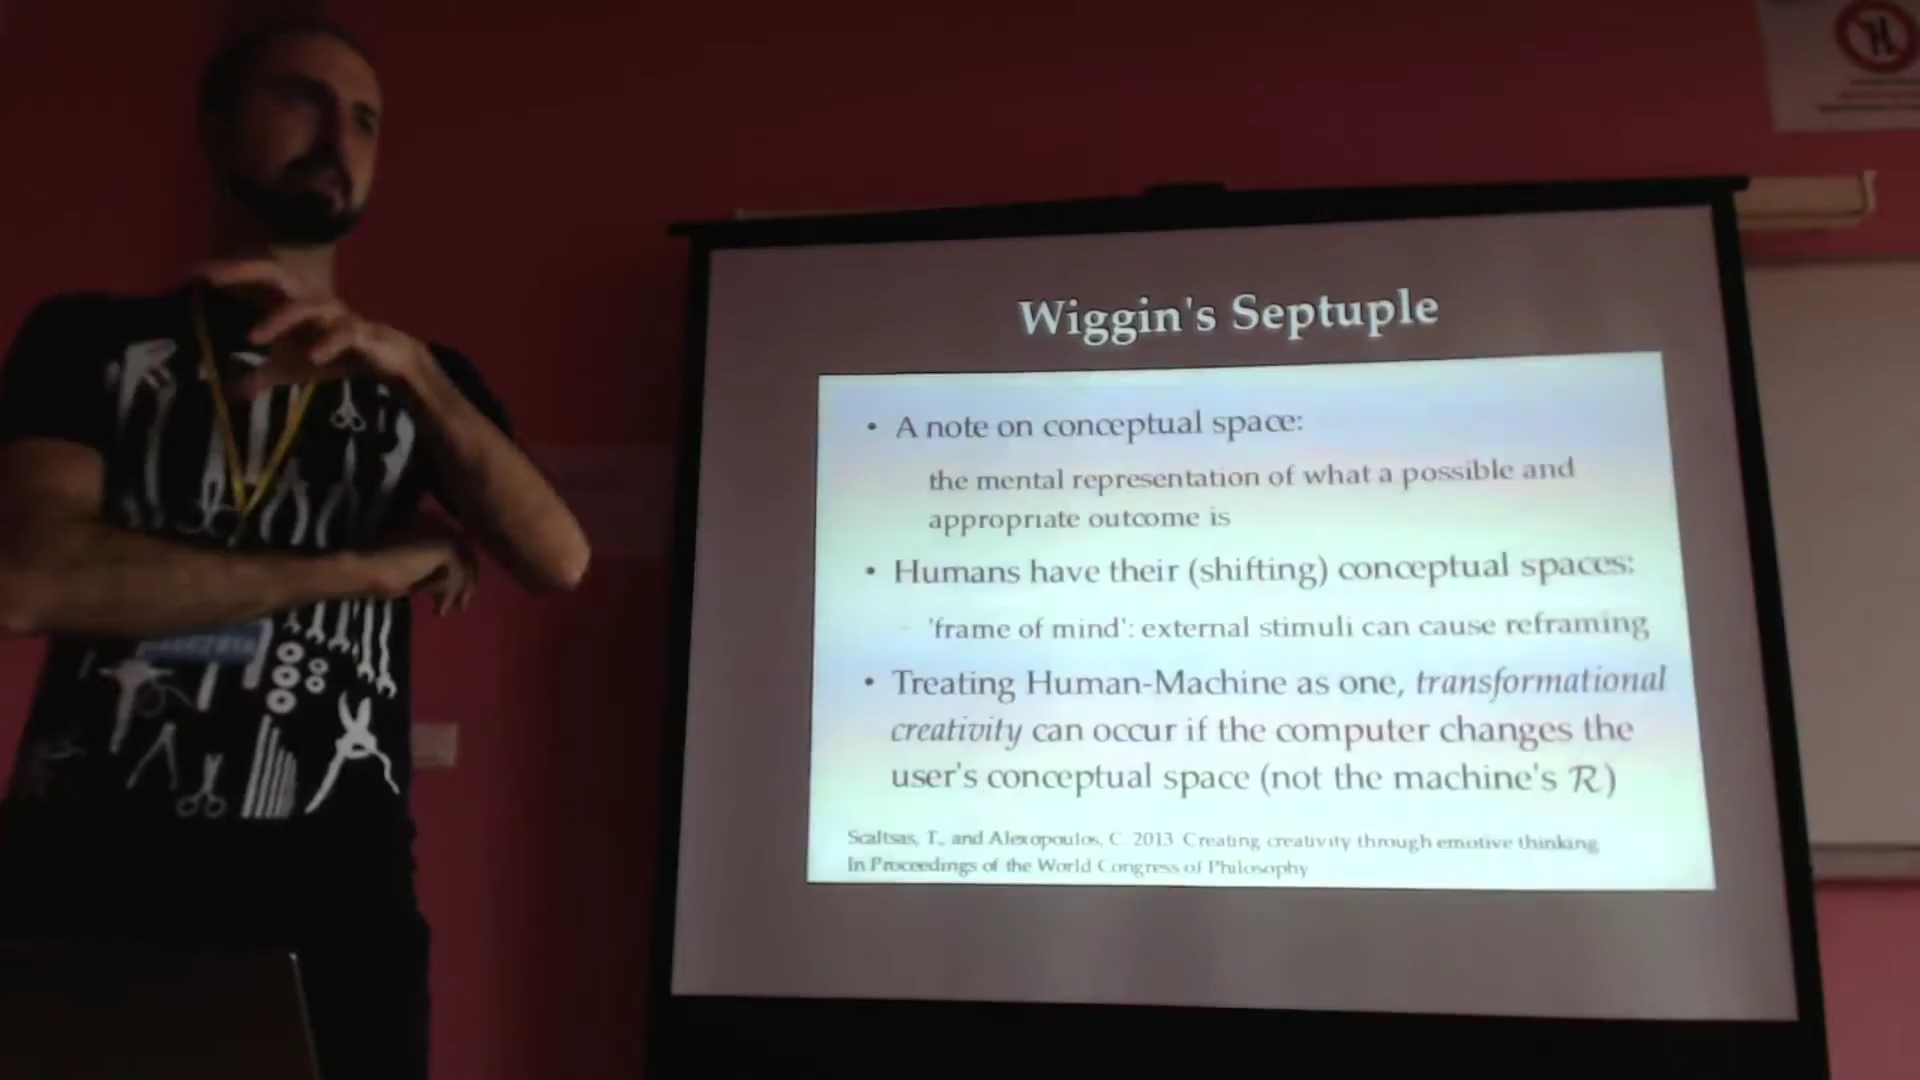 Wiggin's Septuple
• A note on conceptual space:
the mental representation of what a possible and
appropriate outcome is
• Humans have their (shifting) conceptual spaces:
'frame of mind': external stimuli can cause reframing
• Treating Human-Machine as one, transformational
creativity can occur if the computer changes the
user's conceptual space (not the machine's R)
Scaltsas, T., and Alexopoulos, C. 2013 Creating creativity through emotive thinking
In Proceedings of the World Congress of Philosophy